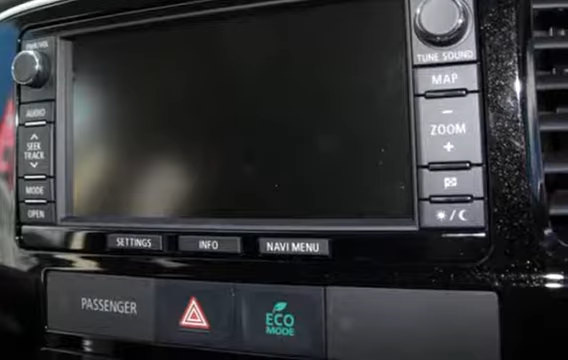 PWR/VOL
TUNE SOUND
AUDIO
MAP
SEEK
TRACK
−
ZOOM
+
MODE
OPEN
SETTINGS
INFO
NAVI MENU
PASSENGER
ECO
MODE